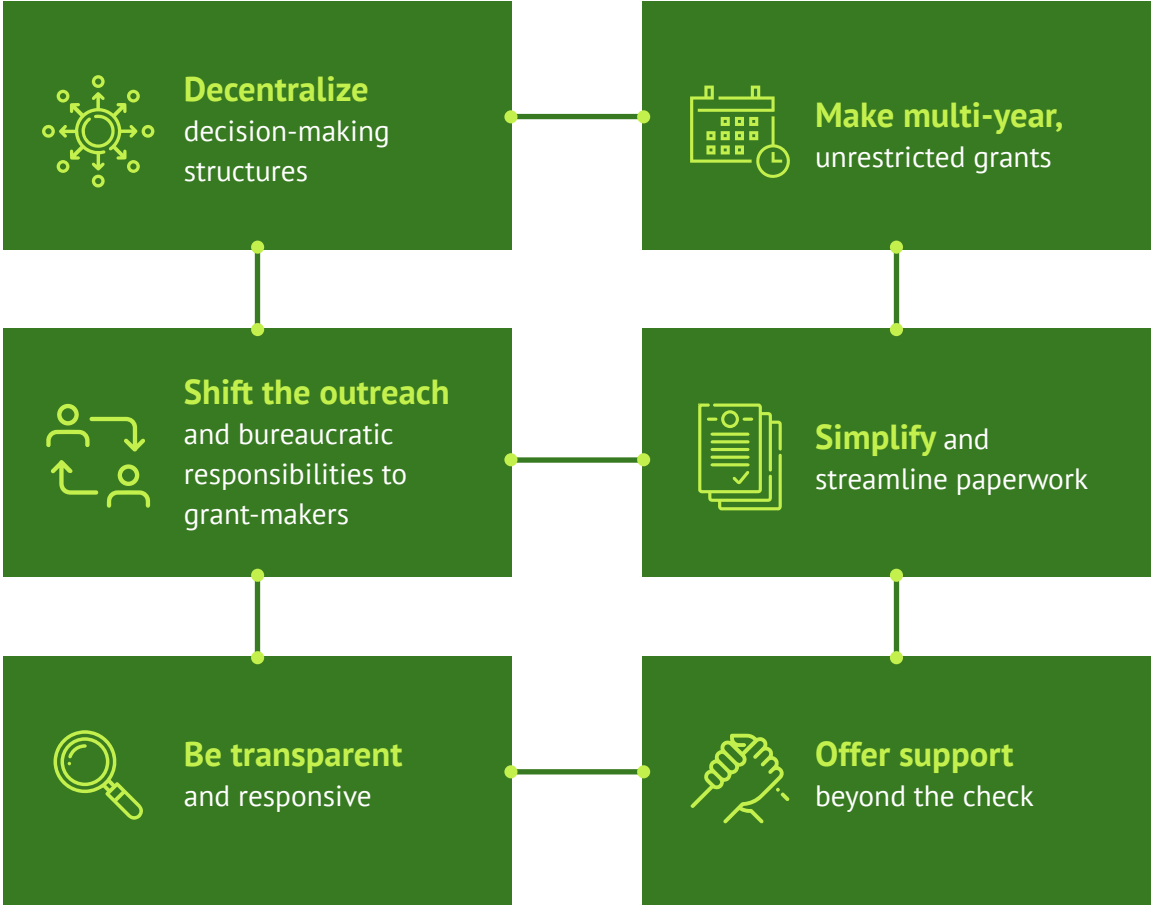 Decentralize
decision-making
structures
Make multi-year,
unrestricted grants
Shift the outreach
and bureaucratic
responsibilities to
grant-makers
Simplify and
streamline paperwork
Be transparent
and responsive
Offer support
beyond the check